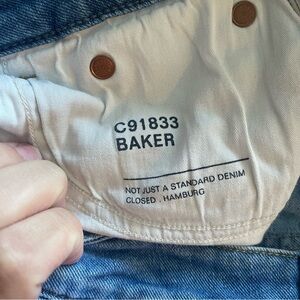 C91833
BAKER
NOT JUST A STANDARD DENIM
CLOSED . HAMBURG